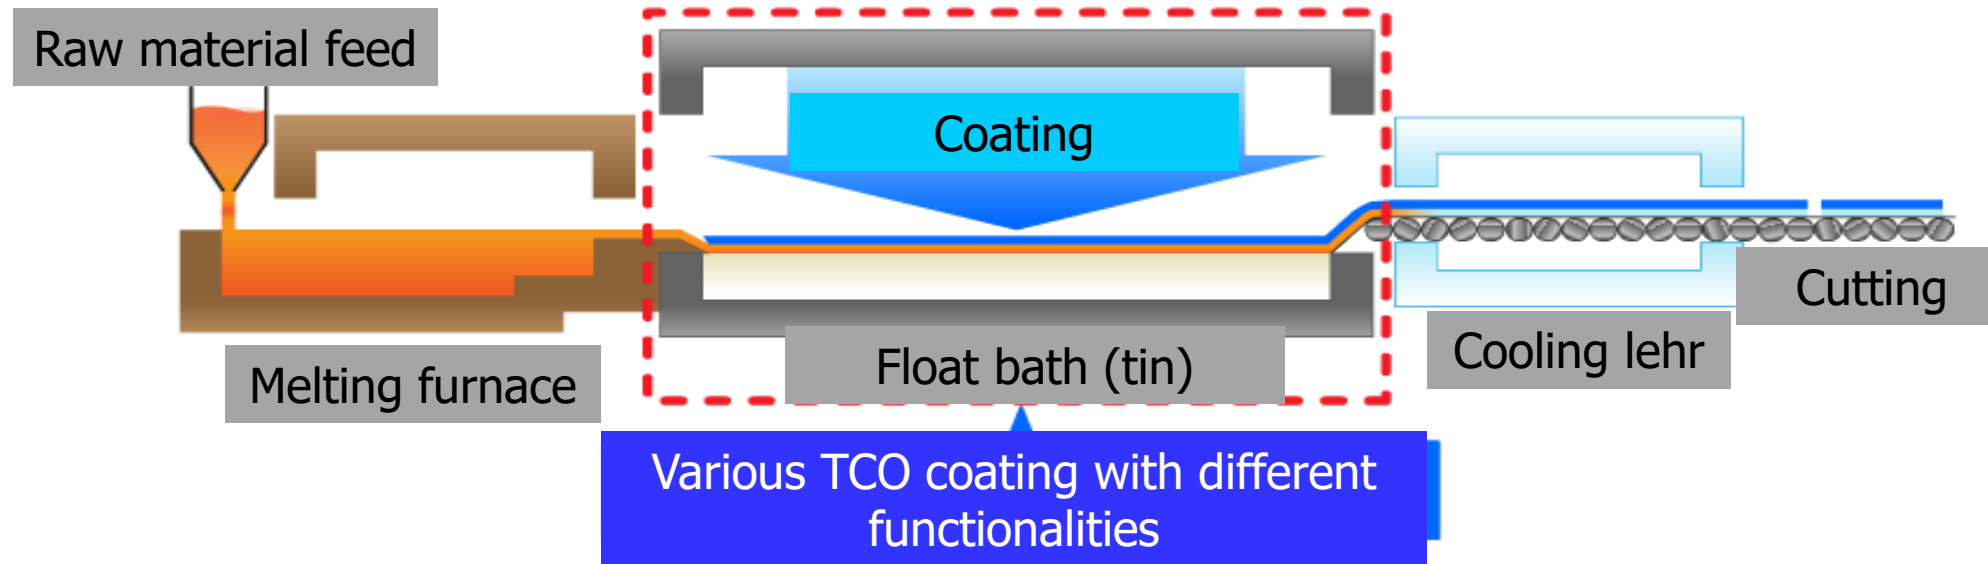 Raw material feed
Coating
Cutting
Cooling lehr
Float bath (tin)
Melting furnace
Various TCO coating with different
functionalities